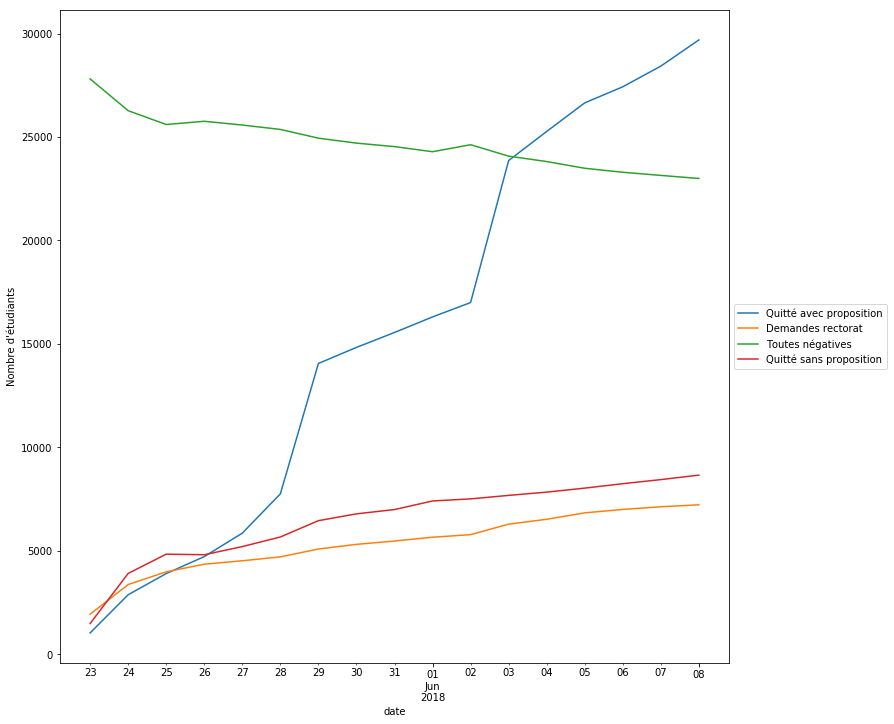 30000
25000
20000
15000
10000
5000
0
Nombre d'étudiants
23 24 25 26 27 28 29 30 31 01 02 03 04 05 06 07 08
Jun
2018
date
Quitté avec proposition
Demandes rectorat
Toutes négatives
Quitté sans proposition